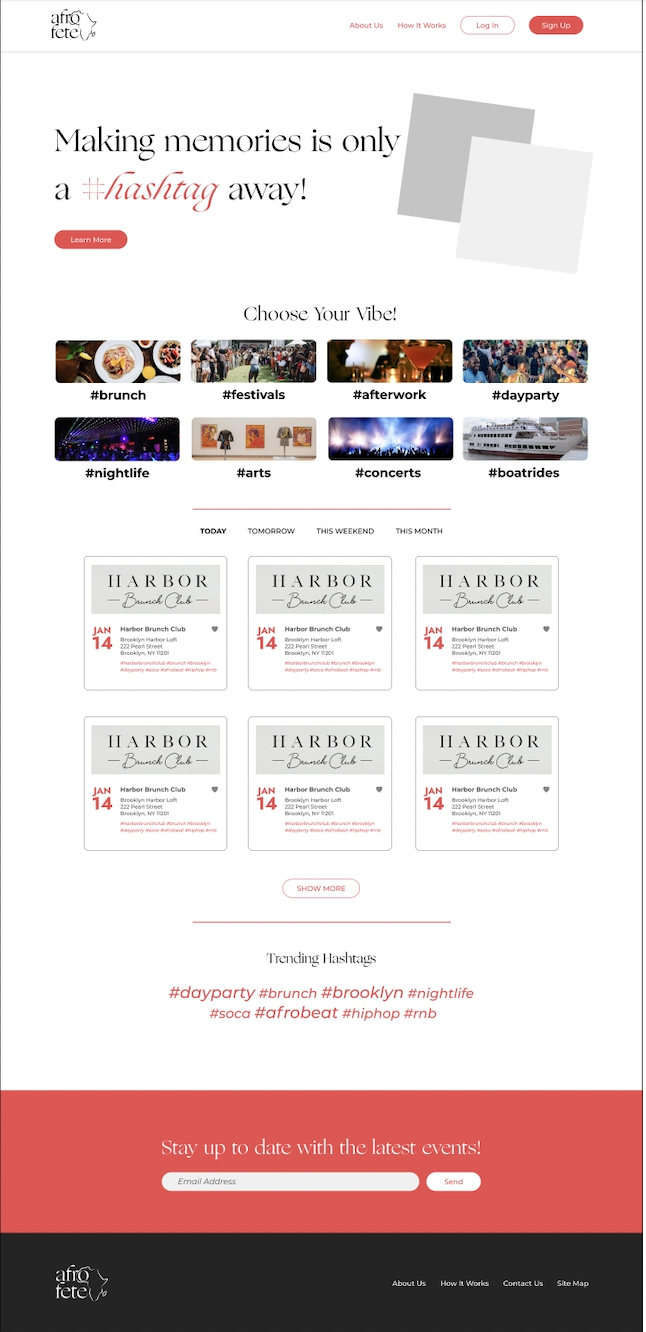 afro
fete
About Us How It Works Log In Sign Up
Making memories is only
a #hashtag away!
Learn More
Choose Your Vibe!
#brunch #festivals #afterwork #dayparty
#nightlife #arts #concerts #boatrides
TODAY TOMORROW THIS WEEKEND THIS MONTH
HARBOR HARBOR HARBOR
Brunch Club Brunch Club Brunch Club
JAN Harbor Brunch Club JAN Harbor Brunch Club JAN Harbor Brunch Club
14 Brooklyn Harbor Loft 14 Brooklyn Harbor Loft 14 Brooklyn Harbor Loft
222 Pearl Street 222 Pearl Street 222 Pearl Street
Brooklyn, NY 11201 Brooklyn, NY 11201 Brooklyn, NY 11201
#harborbrunchclub #brunch #brooklyn #harborbrunchclub #brunch #brooklyn #harborbrunchclub #brunch #brooklyn
#dayparty #soca #afrobeat #hiphop #rnb #dayparty #soca #afrobeat #hiphop #rnb #dayparty #soca #afrobeat #hiphop #rnb
HARBOR HARBOR HARBOR
Brunch Club Brunch Club Brunch Club
JAN Harbor Brunch Club JAN Harbor Brunch Club JAN Harbor Brunch Club
14 Brooklyn Harbor Loft 14 Brooklyn Harbor Loft 14 Brooklyn Harbor Loft
222 Pearl Street 222 Pearl Street 222 Pearl Street
Brooklyn, NY 11201 Brooklyn, NY 11201 Brooklyn, NY 11201
#harborbrunchclub #brunch #brooklyn #harborbrunchclub #brunch #brooklyn #harborbrunchclub #brunch #brooklyn
#dayparty #soca #afrobeat #hiphop #rnb #dayparty #soca #afrobeat #hiphop #rnb #dayparty #soca #afrobeat #hiphop #rnb
SHOW MORE
Trending Hashtags
#dayparty #brunch #brooklyn #nightlife
#soca #afrobeat #hiphop #rnb
Stay up to date with the latest events!
Email Address Send
afro
fete
About Us How It Works Contact Us Site Map